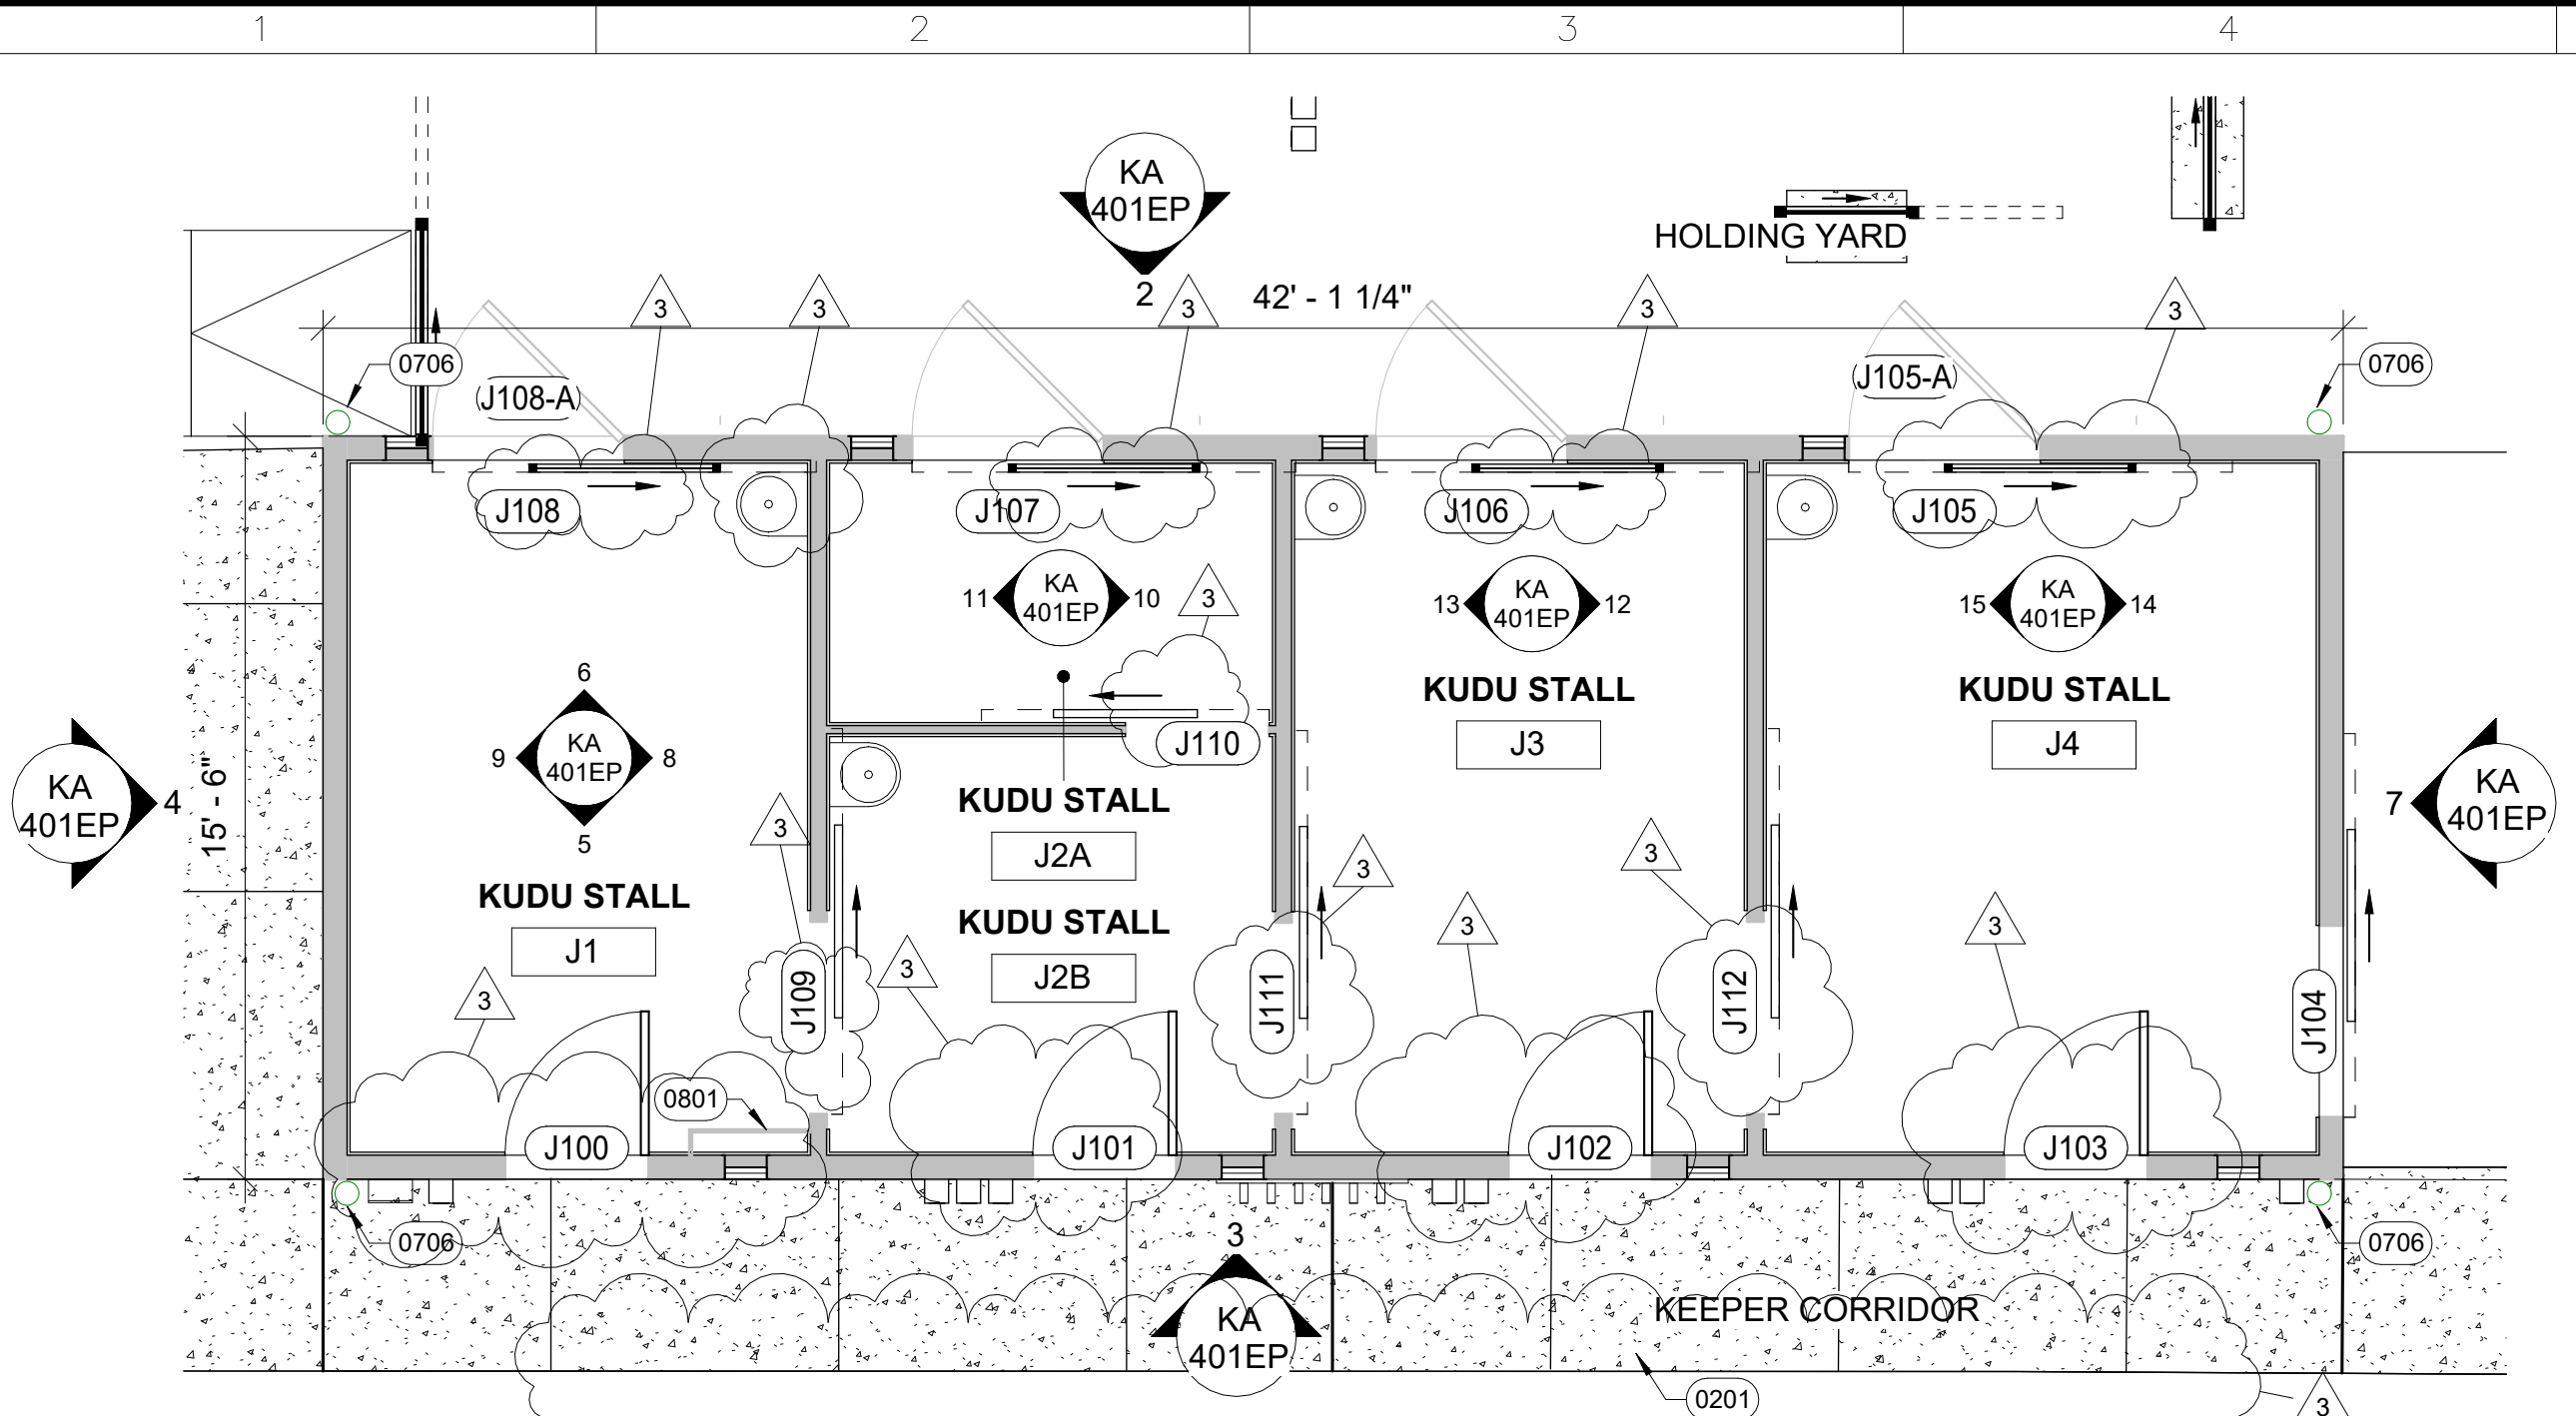 1 2 3 4
KA
401EP
2
HOLDING YARD
42' - 1 1/4"
3 3 3 3 3
0706
J108-A
J105-A
0706
J108
J107
J106
J105
11 KA 401EP 10
3
13 KA 401EP 12
15 KA 401EP 14
6
9 KA 401EP 8
5
KUDU STALL
J3
KUDU STALL
J4
J110
KA
401EP
4
15' - 6"
7
KA
401EP
KUDU STALL
J2A
3
3
3
KUDU STALL
J1
KUDU STALL
J2B
3
3
3
3
J109
J111
J112
J104
0801
J100
J101
J102
J103
0706
3
KA
401EP
0706
KEEPER CORRIDOR
0201
3